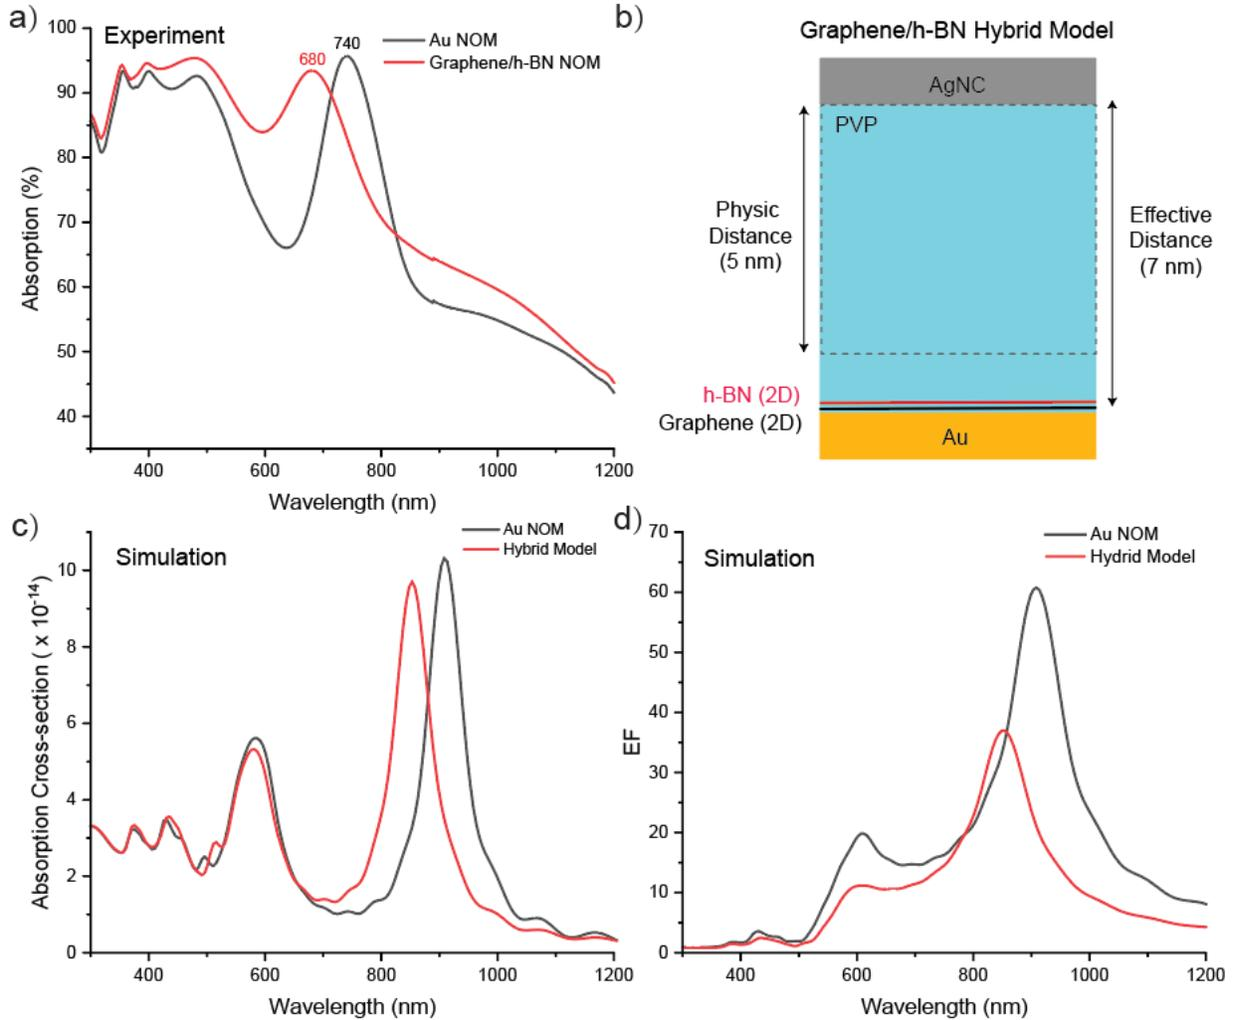 a)
Experiment
Au NOM
Graphene/h-BN NOM
680
740
100
90
80
70
60
50
40
Absorption (%)
400
600
800
1000
1200
Wavelength (nm)
b)
Graphene/h-BN Hybrid Model
AgNC
PVP
Physic
Distance
(5 nm)
Effective
Distance
(7 nm)
h-BN (2D)
Graphene (2D)
Au
c)
Simulation
Au NOM
Hybrid Model
10
8
6
4
2
0
Absorption Cross-section ( x 10⁻¹⁴)
400
600
800
1000
1200
Wavelength (nm)
d)
Simulation
Au NOM
Hydrid Model
70
60
50
40
30
20
10
0
EF
400
600
800
1000
1200
Wavelength (nm)